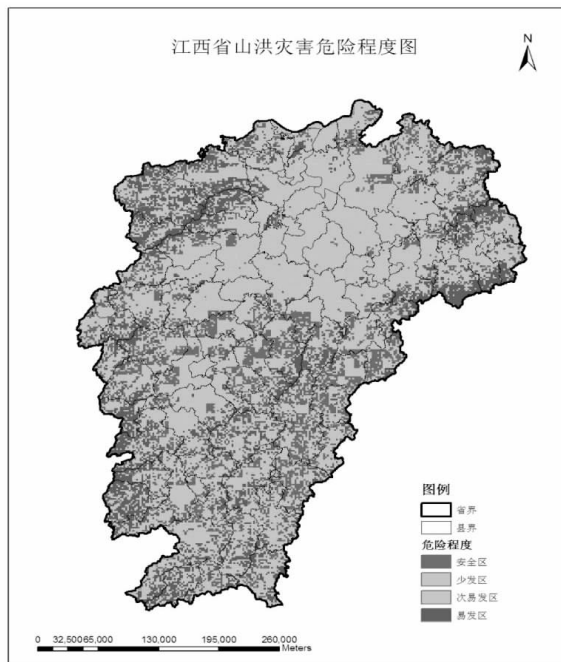 江西省山洪灾害危险程度图
N
图例
省界
县界
危险程度
安全区
少发区
次易发区
易发区
0 32,50065,000 130,000 195,000 260,000
Meters